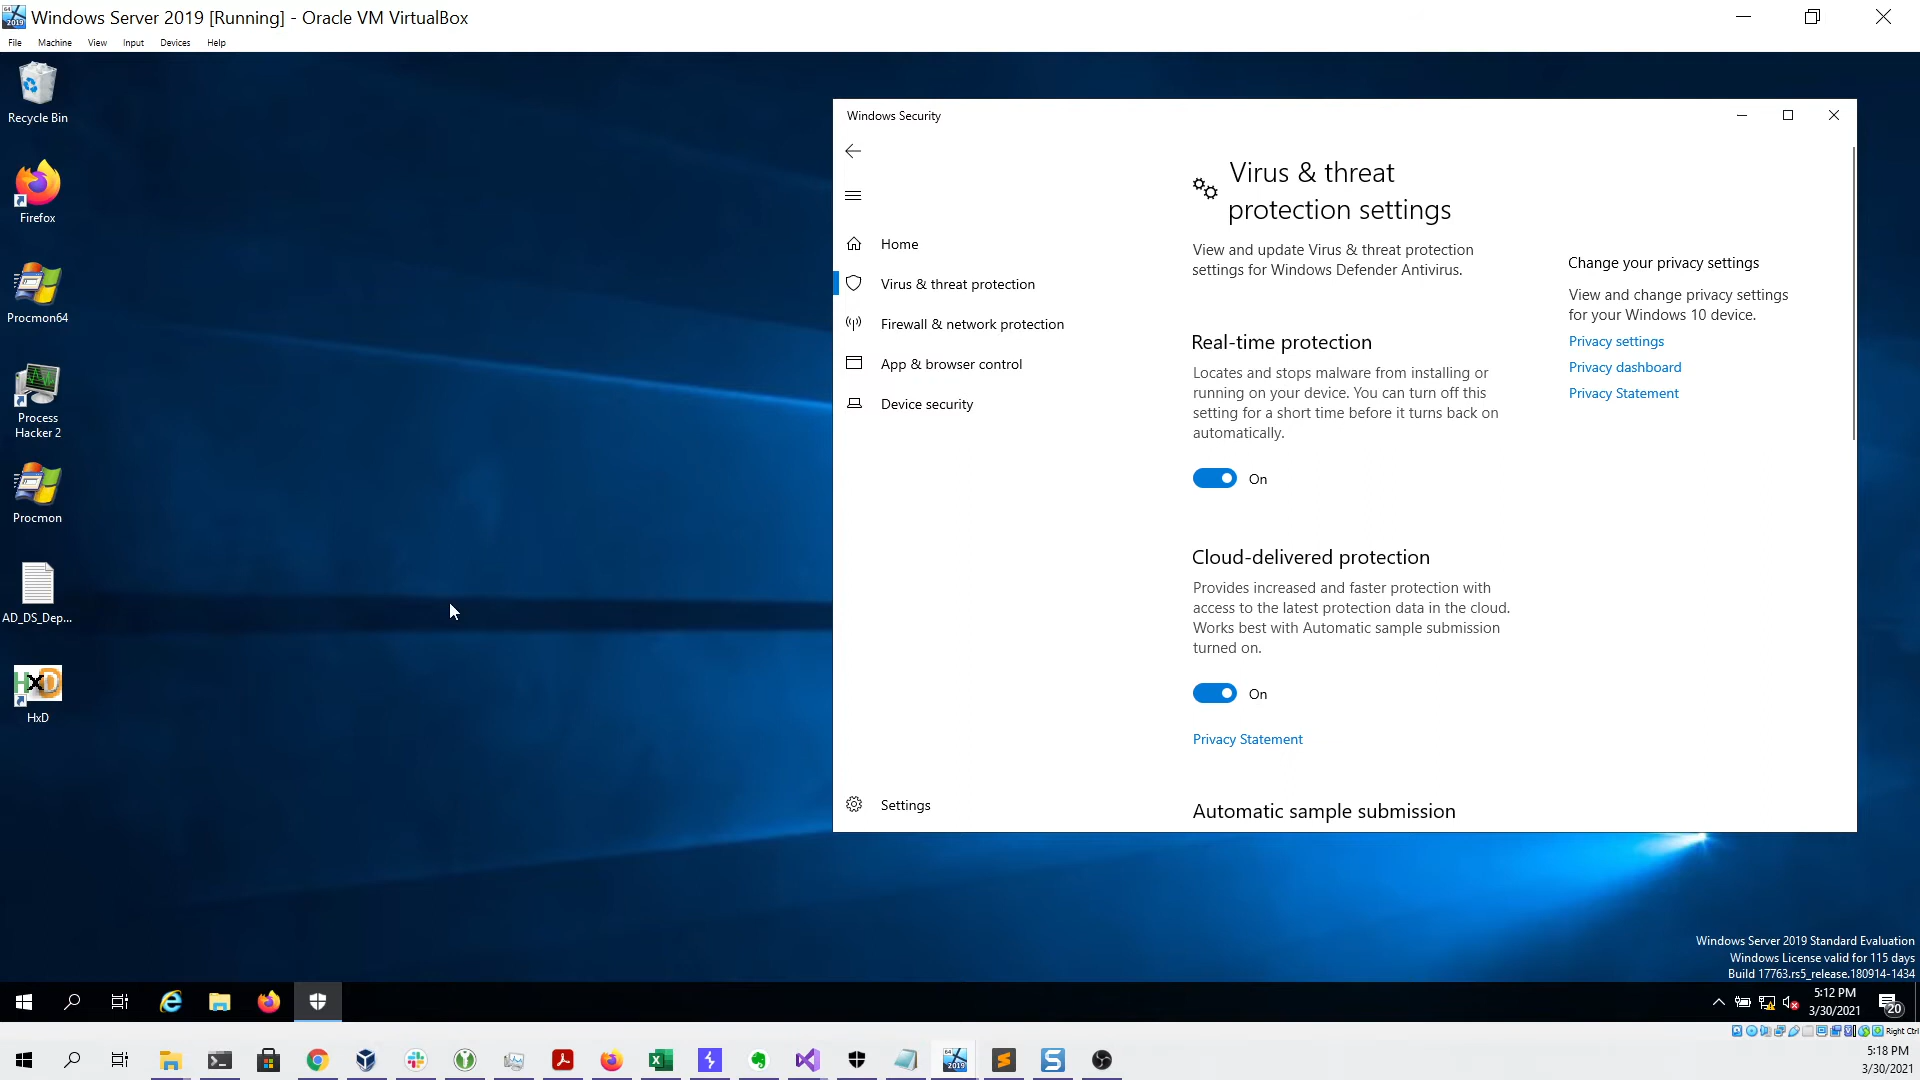 Windows Server 2019 [Running] - Oracle VM VirtualBox
File Machine View Input Devices Help
Recycle Bin
Firefox
Procmon64
Process
Hacker 2
Procmon
AD_DS_Dep...
HxD
Windows Security
Home
Virus & threat protection
Firewall & network protection
App & browser control
Device security
Settings
Virus & threat
protection settings
View and update Virus & threat protection
settings for Windows Defender Antivirus.
Real-time protection
Locates and stops malware from installing or
running on your device. You can turn off this
setting for a short time before it turns back on
automatically.
On
Cloud-delivered protection
Provides increased and faster protection with
access to the latest protection data in the cloud.
Works best with Automatic sample submission
turned on.
On
Privacy Statement
Automatic sample submission
Change your privacy settings
View and change privacy settings
for your Windows 10 device.
Privacy settings
Privacy dashboard
Privacy Statement
Windows Server 2019 Standard Evaluation
Windows License valid for 115 days
Build 17763.rs5_release.180914-1434
5:12 PM
3/30/2021
20
Right Ctrl
2019
5:18 PM
3/30/2021